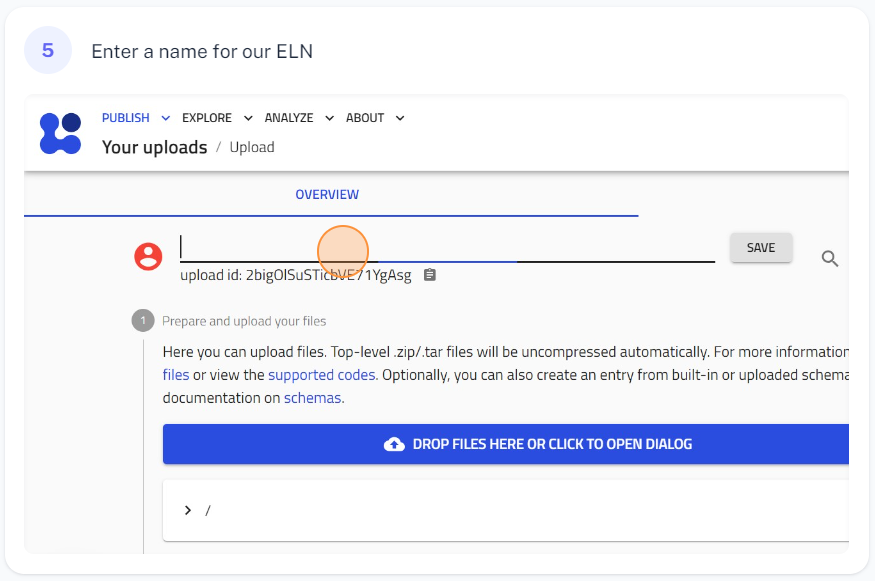 5 Enter a name for our ELN
PUBLISH EXPLORE ANALYZE ABOUT
Your uploads / Upload
OVERVIEW
SAVE
upload id: 2bigOlSuSTicbVE71YgAsg
1 Prepare and upload your files
Here you can upload files. Top-level .zip/.tar files will be uncompressed automatically. For more information
files or view the supported codes. Optionally, you can also create an entry from built-in or uploaded schema
documentation on schemas.
DROP FILES HERE OR CLICK TO OPEN DIALOG
/